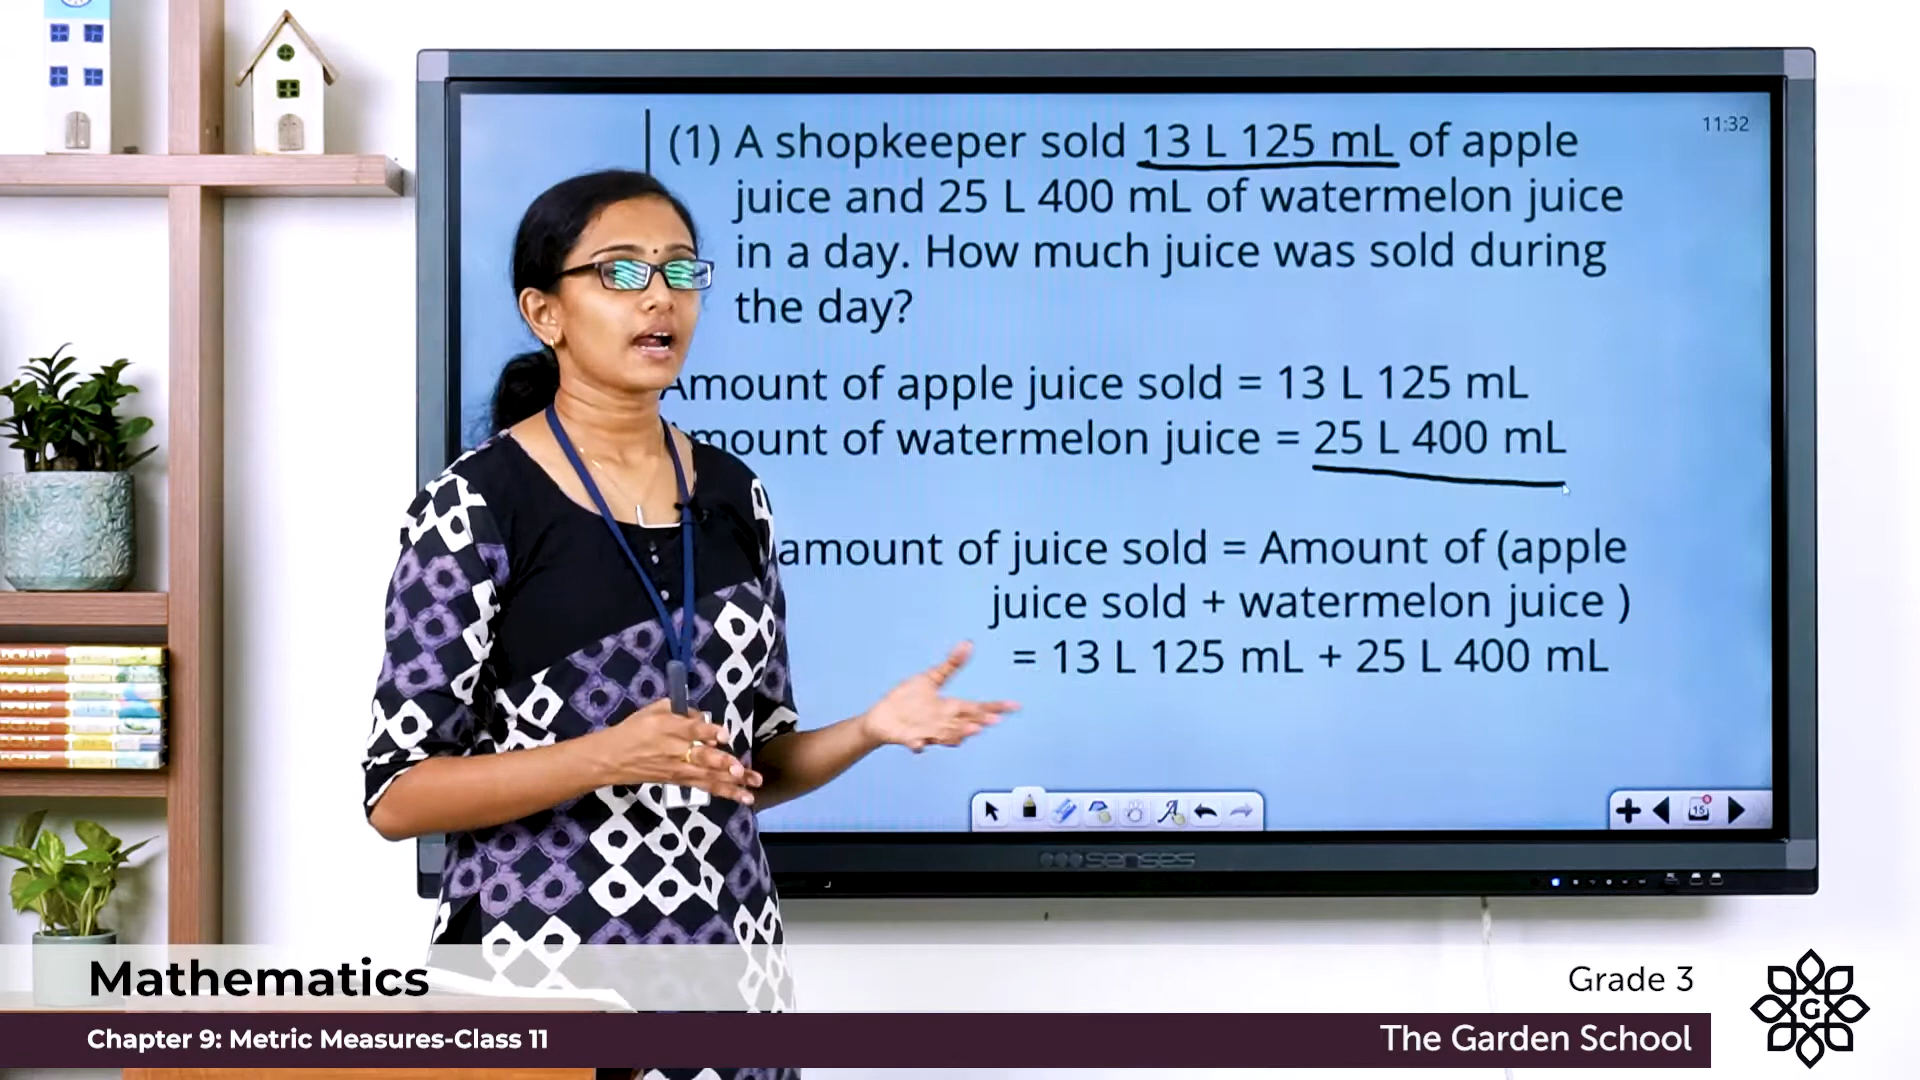 11:32
(1) A shopkeeper sold 13 L 125 mL of apple
juice and 25 L 400 mL of watermelon juice
in a day. How much juice was sold during
the day?
Amount of apple juice sold = 13 L 125 mL
mount of watermelon juice = 25 L 400 mL
amount of juice sold = Amount of (apple
juice sold + watermelon juice )
= 13 L 125 mL + 25 L 400 mL
15
senses
Mathematics
Grade 3
Chapter 9: Metric Measures-Class 11
The Garden School
G